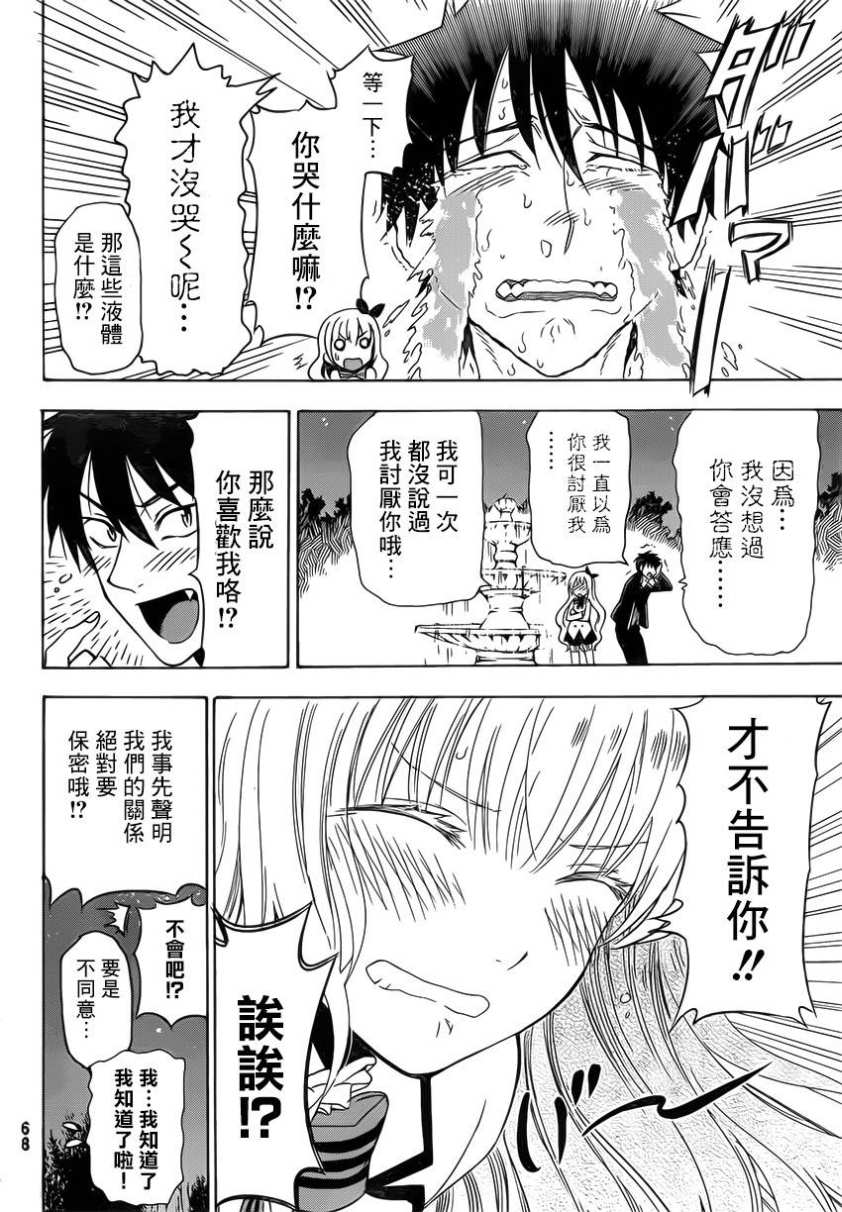 ダバー
等一下…
你哭什麼嘛!?
我才沒哭~呢…
那這些液體
是什麼!?
因爲…
我沒想過
你會答應……
我一直以爲
你很討厭我
……
我可一次
都沒說過
我討厭你哦…
那麼說
你喜歡我咯!?
才不告訴你!!
誒誒!?
我事先聲明
我們的關係
絕對要
保密哦!?
不會吧!?
要是
不同意…
我…我知道了
我知道了啦!
68